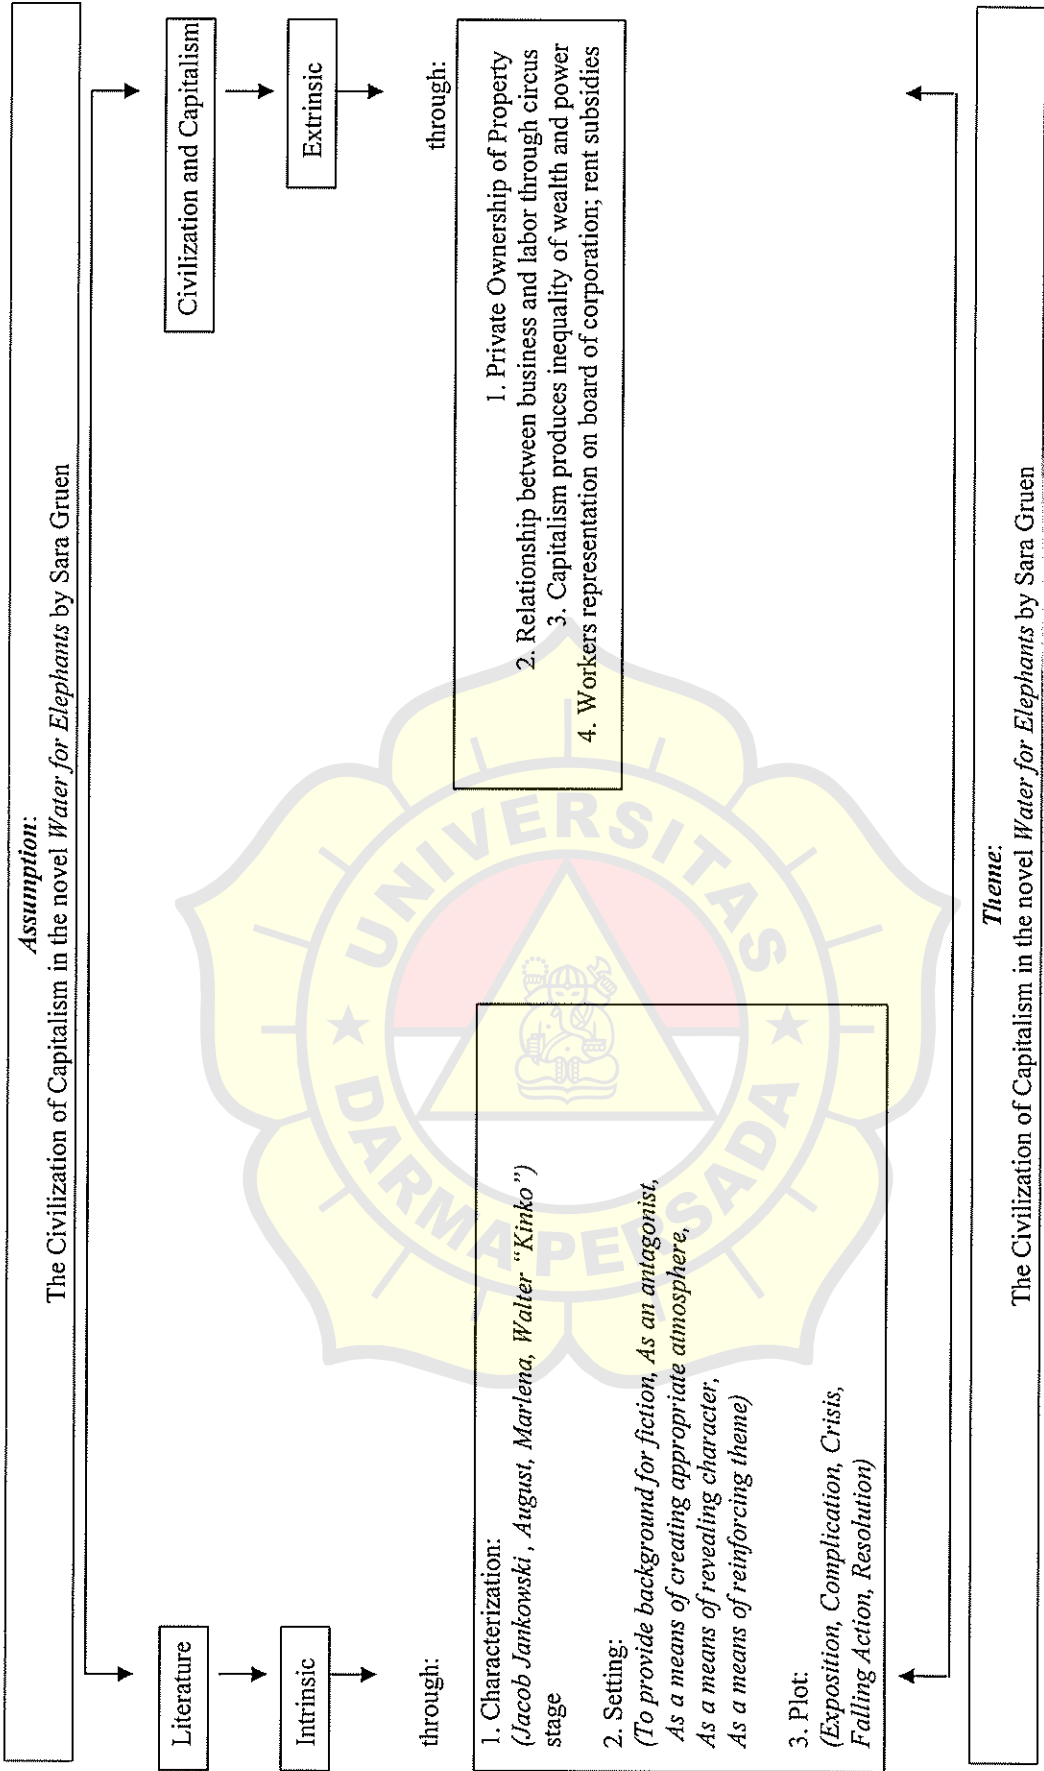 Assumption:
The Civilization of Capitalism in the novel Water for Elephants by Sara Gruen
Literature
Intrinsic
through:
1. Characterization:
(Jacob Jankowski , August, Marlena, Walter “Kinko”)
stage
2. Setting:
(To provide background for fiction, As an antagonist,
As a means of creating appropriate atmosphere,
As a means of revealing character,
As a means of reinforcing theme)
3. Plot:
(Exposition, Complication, Crisis,
Falling Action, Resolution)
Civilization and Capitalism
Extrinsic
through:
1. Private Ownership of Property
2. Relationship between business and labor through circus
3. Capitalism produces inequality of wealth and power
4. Workers representation on board of corporation; rent subsidies
Theme:
The Civilization of Capitalism in the novel Water for Elephants by Sara Gruen
UNIVERSITAS
DARMA PERSADA